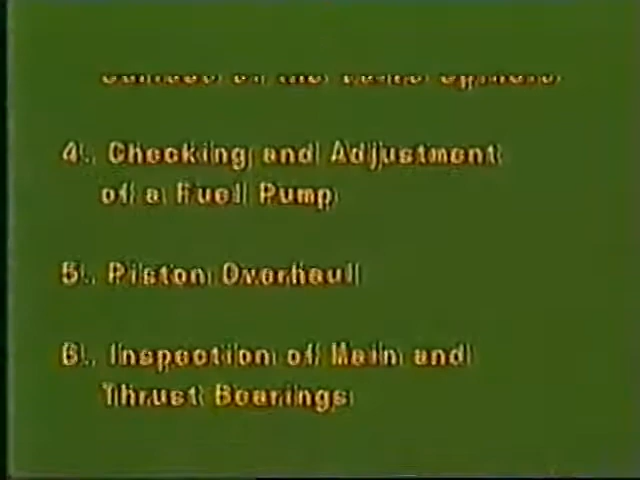 4. Checking and Adjustment
of a Fuel Pump
5. Piston Overhaul
6. Inspection of Main and
Thrust Bearings